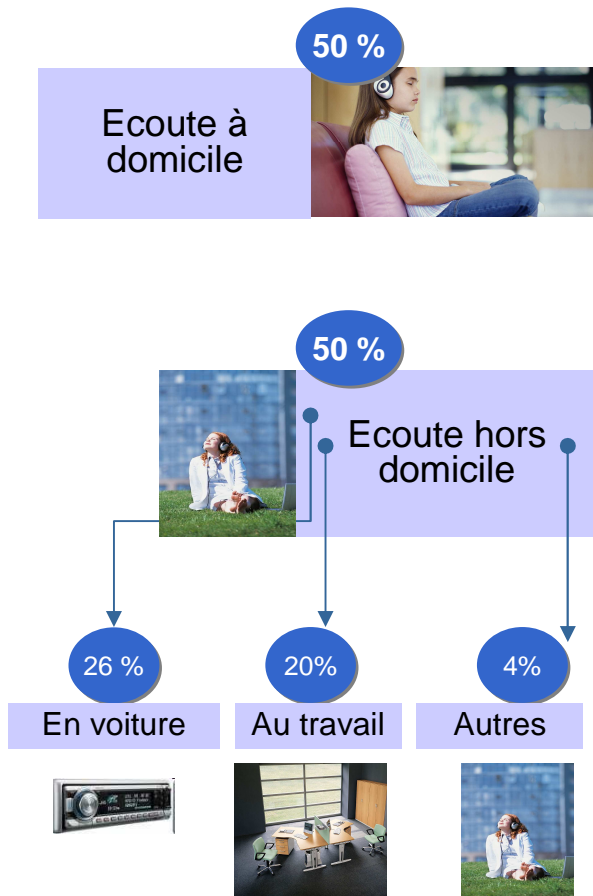 50 %
Ecoute à
domicile
50 %
Ecoute hors
domicile
26 %
20%
4%
En voiture
Au travail
Autres